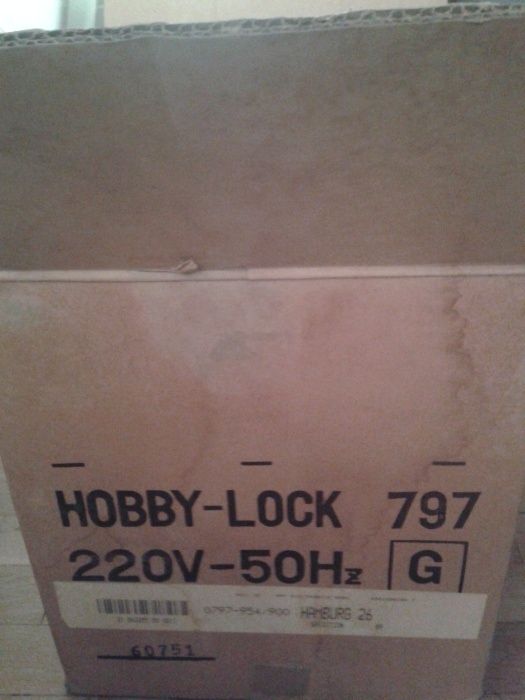 HOBBY-LOCK 797
220V-50Hz G
0797-954/900 HAMBURG 26
60751